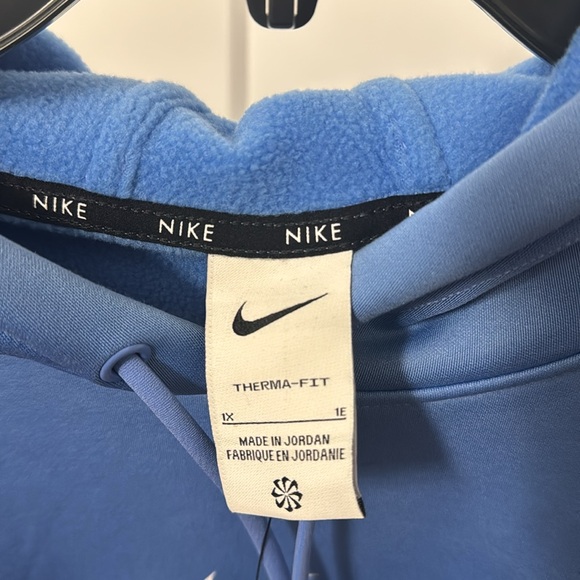 NIKE NIKE NIKE
THERMA-FIT
1X 1E
MADE IN JORDAN
FABRIQUE EN JORDANIE